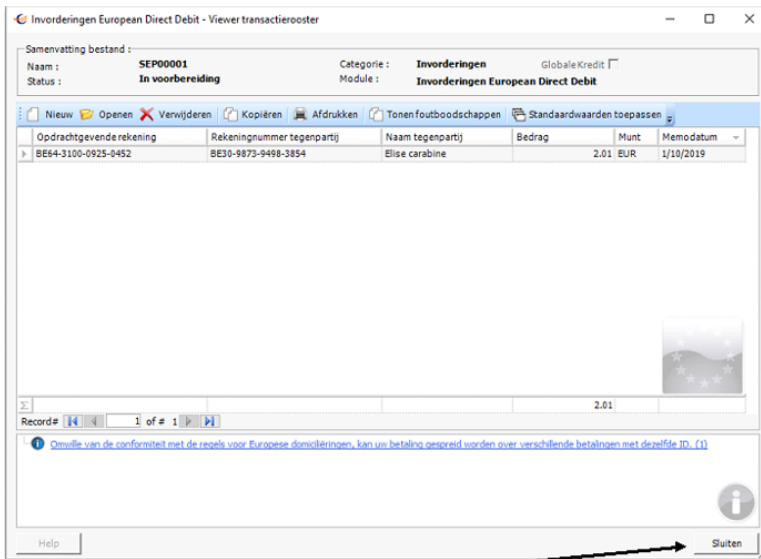 Invorderingen European Direct Debit - Viewer transactierooster
Samenvatting bestand :
Naam : SEP00001 Categorie : Invorderingen Globale Kredit
Status : In voorbereiding Module : Invorderingen European Direct Debit
Nieuw Openen Verwijderen Kopiëren Afdrukken Tonen foutboodschappen Standaardwaarden toepassen
Opdrachtgevende rekening Rekeningnummer tegenpartij Naam tegenpartij Bedrag Munt Memodatum
BE64-3100-0925-0452 BE30-9873-9498-3854 Elise carabine 2.01 EUR 1/10/2019
Σ 2.01
Record# 1 of # 1
Omwille van de conformiteit met de regels voor Europese domiciliëringen, kan uw betaling gespreid worden over verschillende betalingen met dezelfde ID. (1)
Help Sluiten